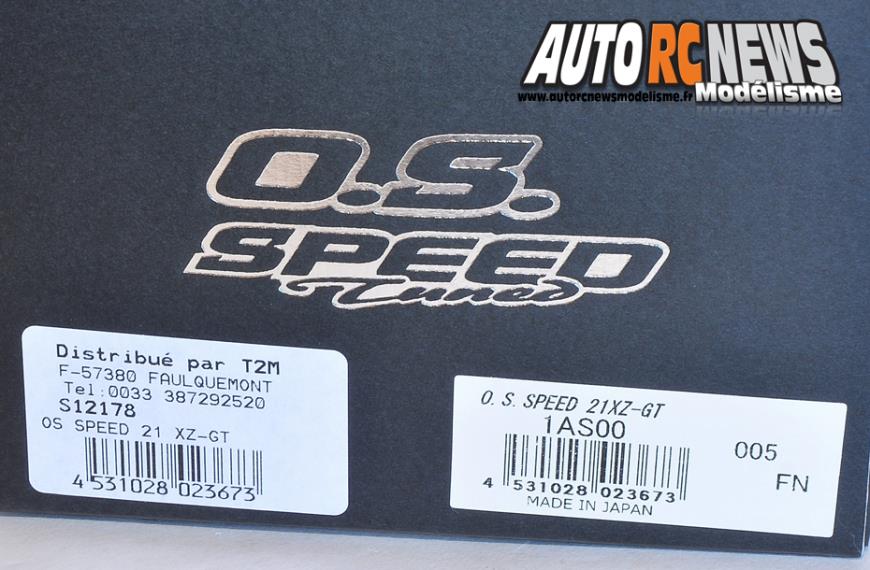 AUTO RC NEWS
www.autorcnewsmodelisme.fr Modélisme
O.S.
SPEED
Tuned
Distribué par T2M
F-57380 FAULQUEMONT
Tel:0033 387292520
S12178
OS SPEED 21 XZ-GT
4 531028 023673
O. S. SPEED 21XZ-GT
1AS00
005
4 531028 023673
FN
MADE IN JAPAN